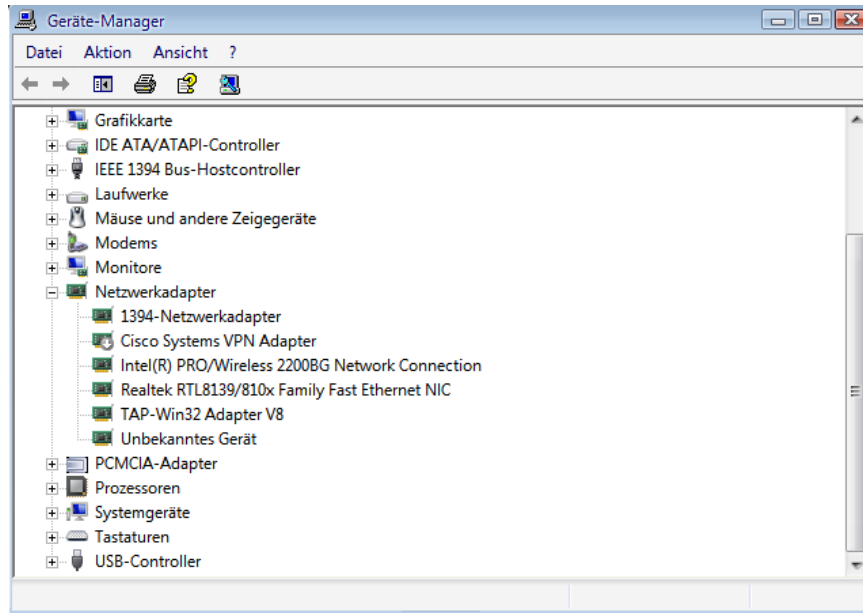 Geräte-Manager
Datei Aktion Ansicht ?
Grafikkarte
IDE ATA/ATAPI-Controller
IEEE 1394 Bus-Hostcontroller
Laufwerke
Mäuse und andere Zeigegeräte
Modems
Monitore
Netzwerkadapter
1394-Netzwerkadapter
Cisco Systems VPN Adapter
Intel(R) PRO/Wireless 2200BG Network Connection
Realtek RTL8139/810x Family Fast Ethernet NIC
TAP-Win32 Adapter V8
Unbekanntes Gerät
PCMCIA-Adapter
Prozessoren
Systemgeräte
Tastaturen
USB-Controller